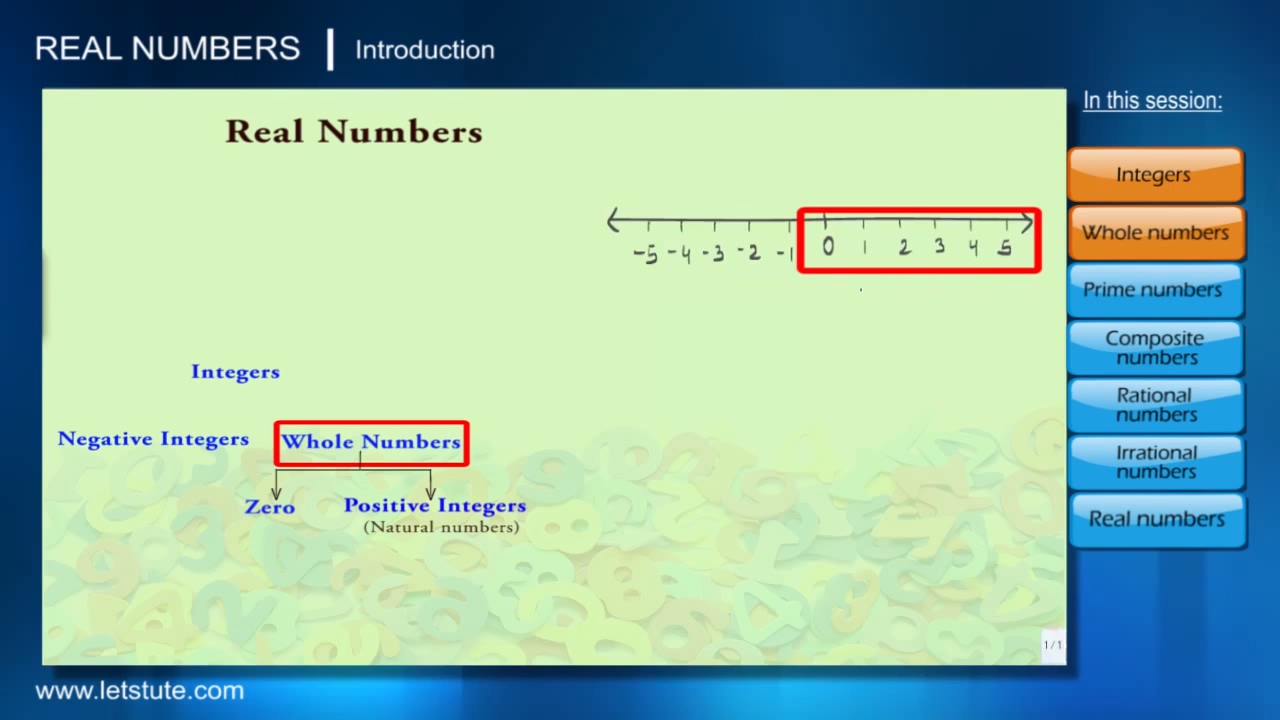 REAL NUMBERS | Introduction
In this session:
Real Numbers
Integers
Whole numbers
Prime numbers
Composite
numbers
Rational
numbers
Irrational
numbers
Real numbers
-5 -4 -3 -2 -1 0 1 2 3 4 5
Integers
Negative Integers Whole Numbers
Zero Positive Integers
(Natural numbers)
1/1
www.letstute.com